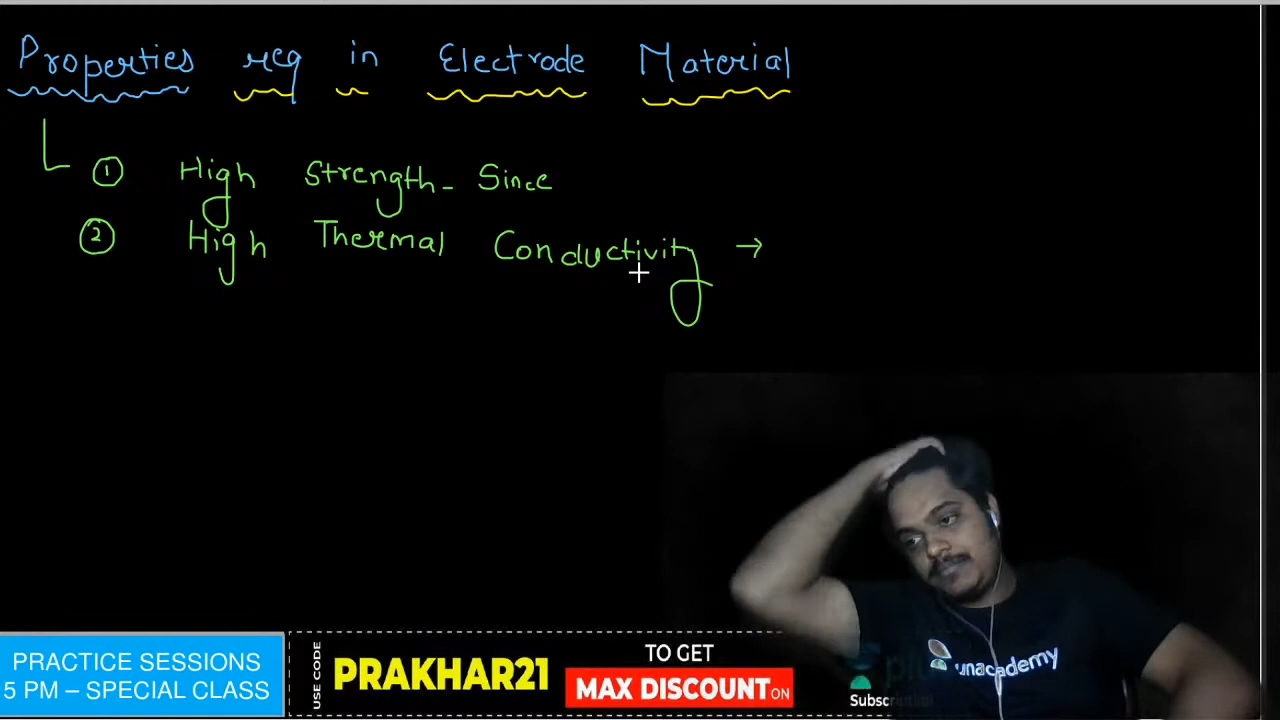 Properties req in Electrode Material
① High Strength - Since
② High Thermal Conductivity →
unacademy
PRACTICE SESSIONS
5 PM – SPECIAL CLASS
USE CODE
PRAKHAR21
TO GET
MAX DISCOUNT ON